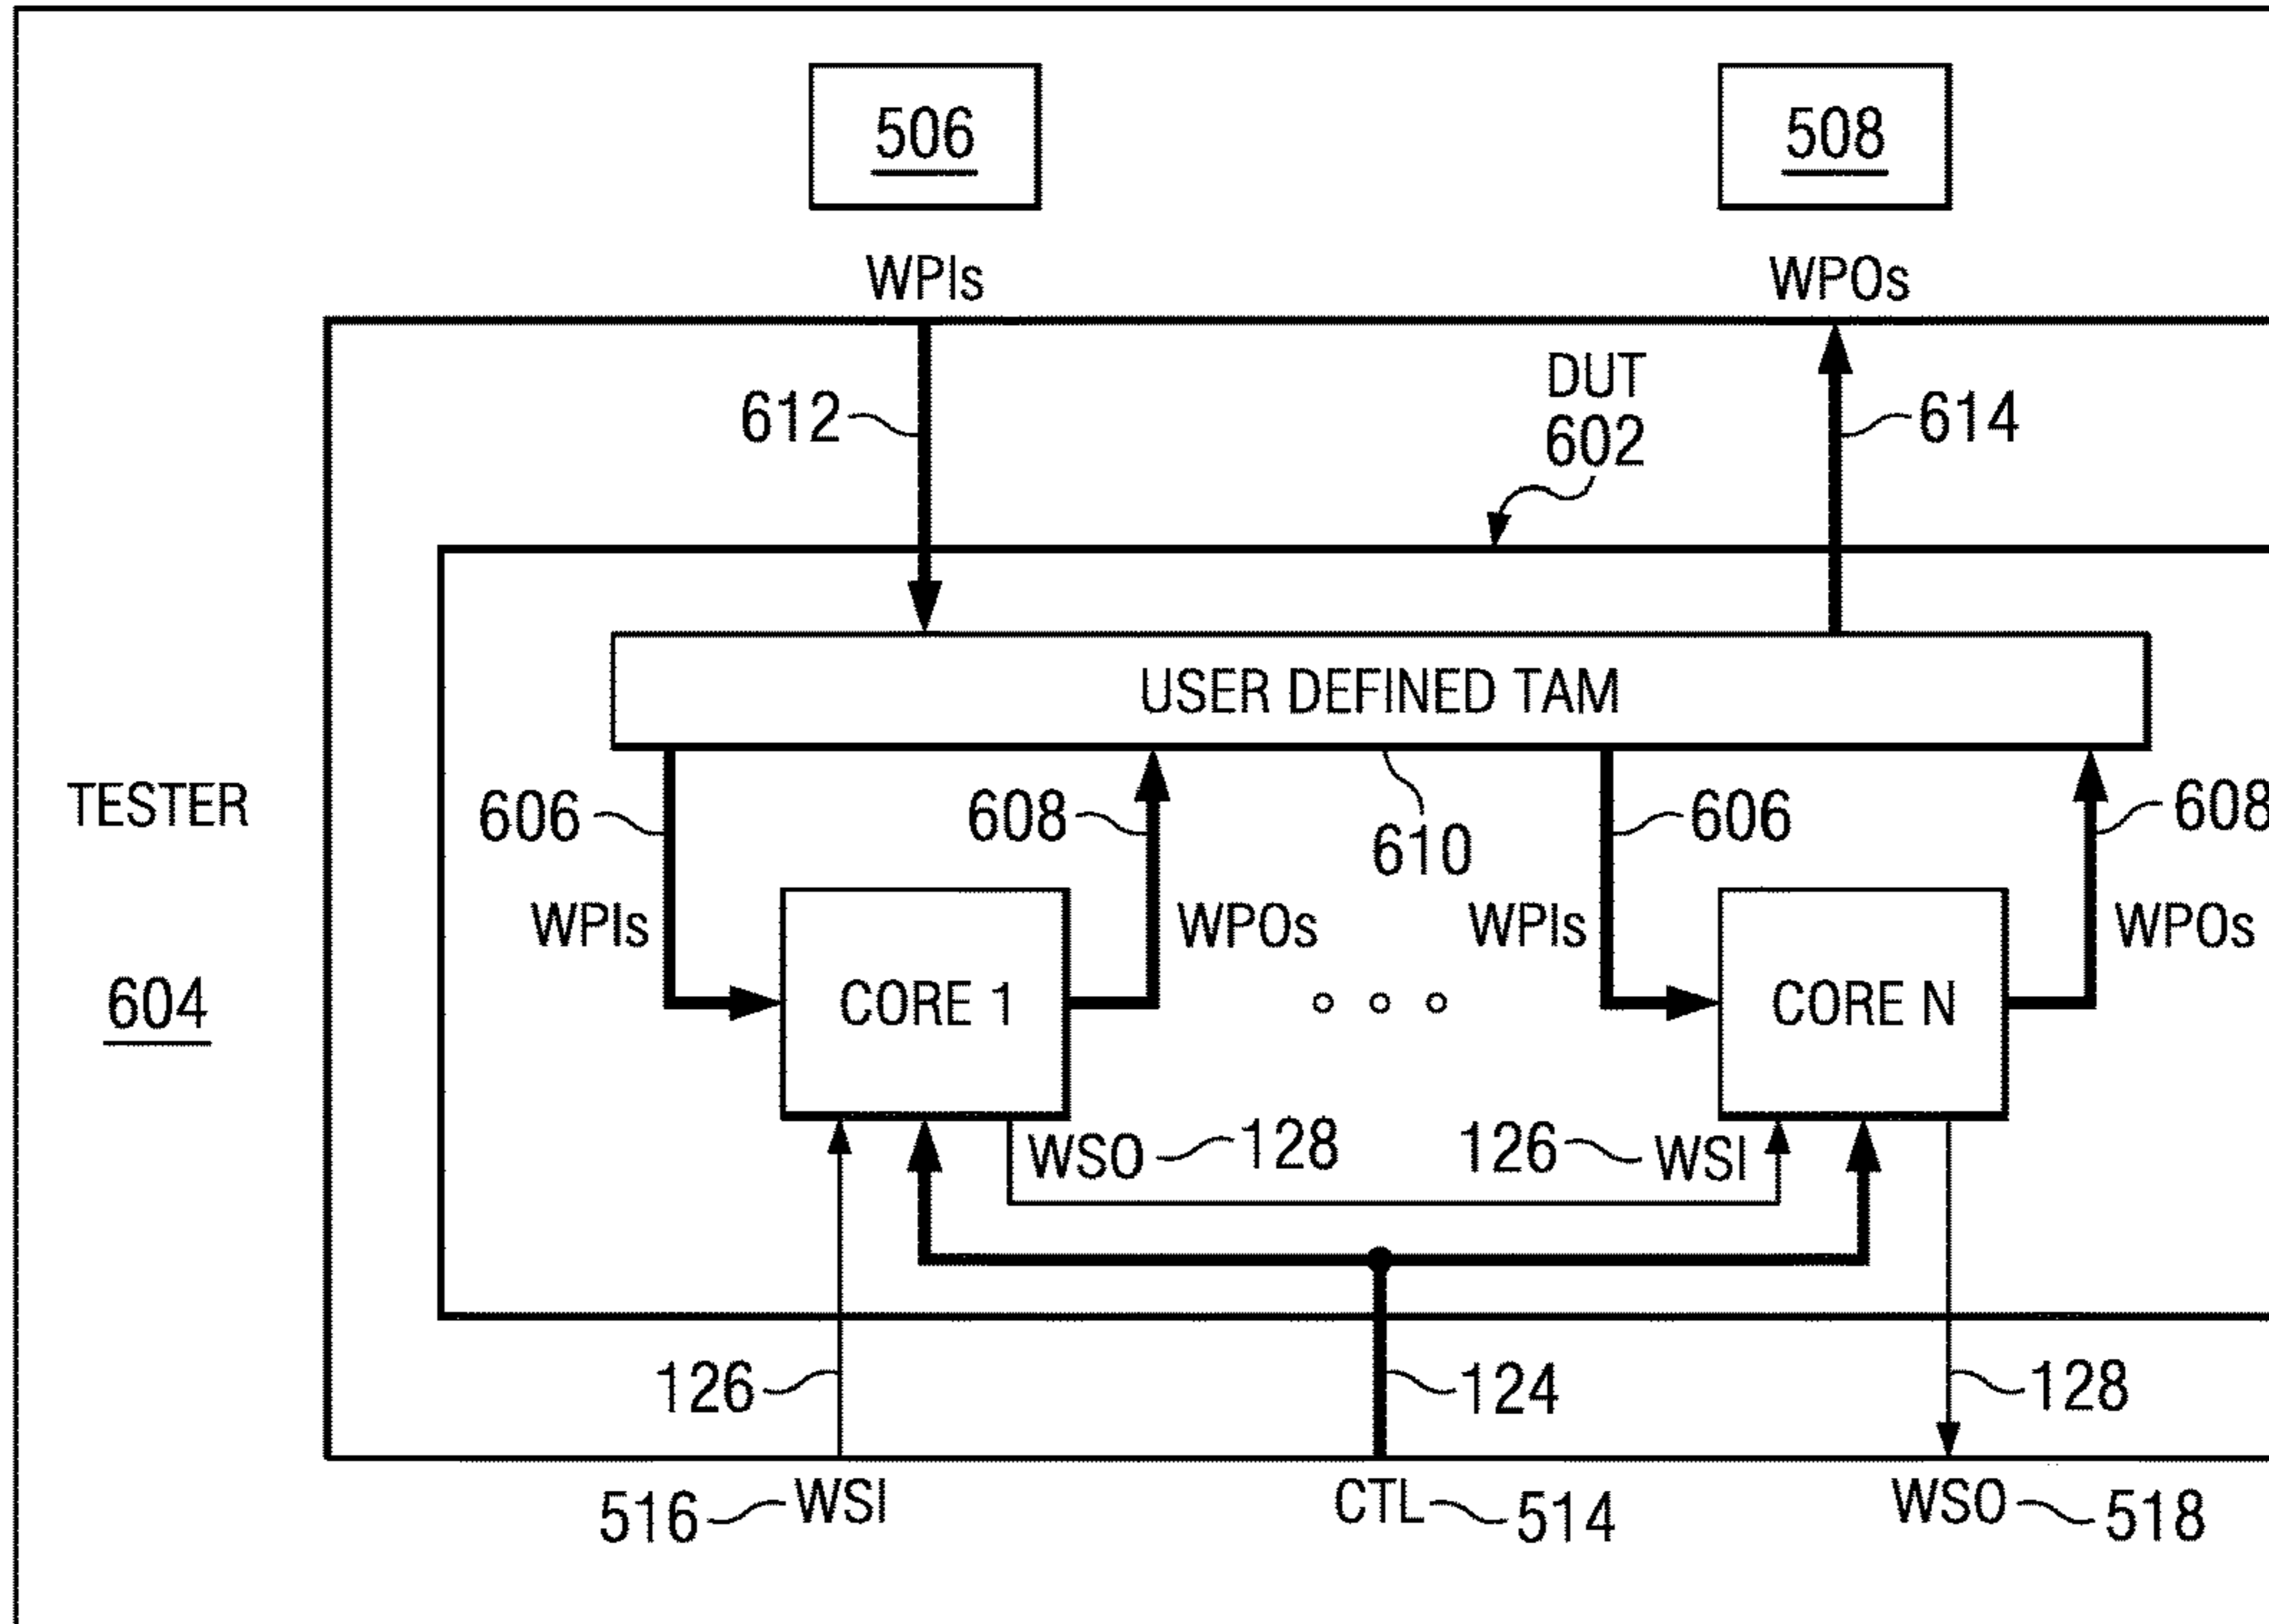 506
508
WPIs
WPOs
DUT
602
612
614
USER DEFINED TAM
TESTER
606
608
610
606
608
WPIs
WPOs
WPIs
WPOs
604
CORE 1
CORE N
WSO
128
126
WSI
126
124
128
516
WSI
CTL
514
WSO
518